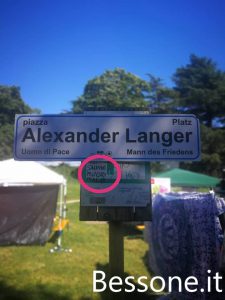 piazza Platz
Alexander Langer
Uomo di Pace Mann des Friedens
Bessone.it